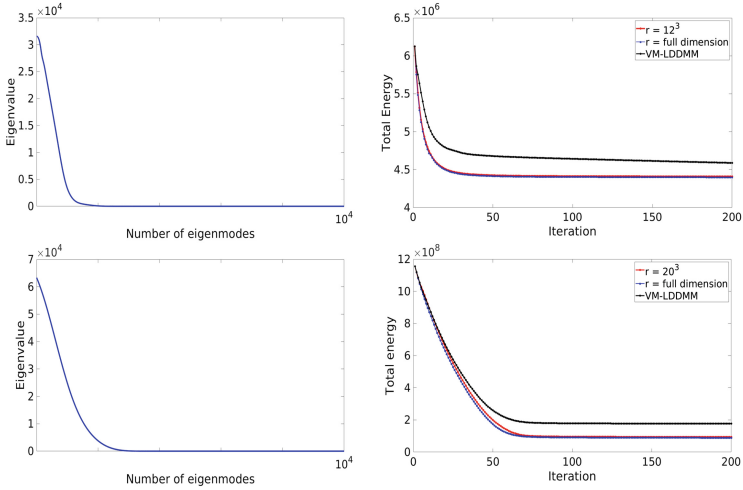 ×10⁴
3.5
3
2.5
2
1.5
1
0.5
0
10⁴
Eigenvalue
Number of eigenmodes
×10⁶
6.5
6
5.5
5
4.5
4
0 50 100 150 200
Total Energy
Iteration
r = 12³
r = full dimension
VM-LDDMM
×10⁴
7
6
5
4
3
2
1
0
10⁴
Eigenvalue
Number of eigenmodes
×10⁸
12
10
8
6
4
2
0
0 50 100 150 200
Total energy
Iteration
r = 20³
r = full dimension
VM-LDDMM